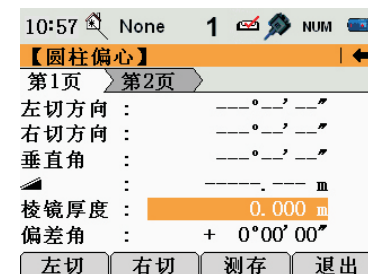 10:57 None 1 NUM
【圆柱偏心】
第1页 第2页
左切方向 : ---°--′--″
右切方向 : ---°--′--″
垂直角 : ---°--′--″
: -----.--- m
棱镜厚度 : 0.000 m
偏差角 : + 0°00′00″
左切 右切 测存 退出